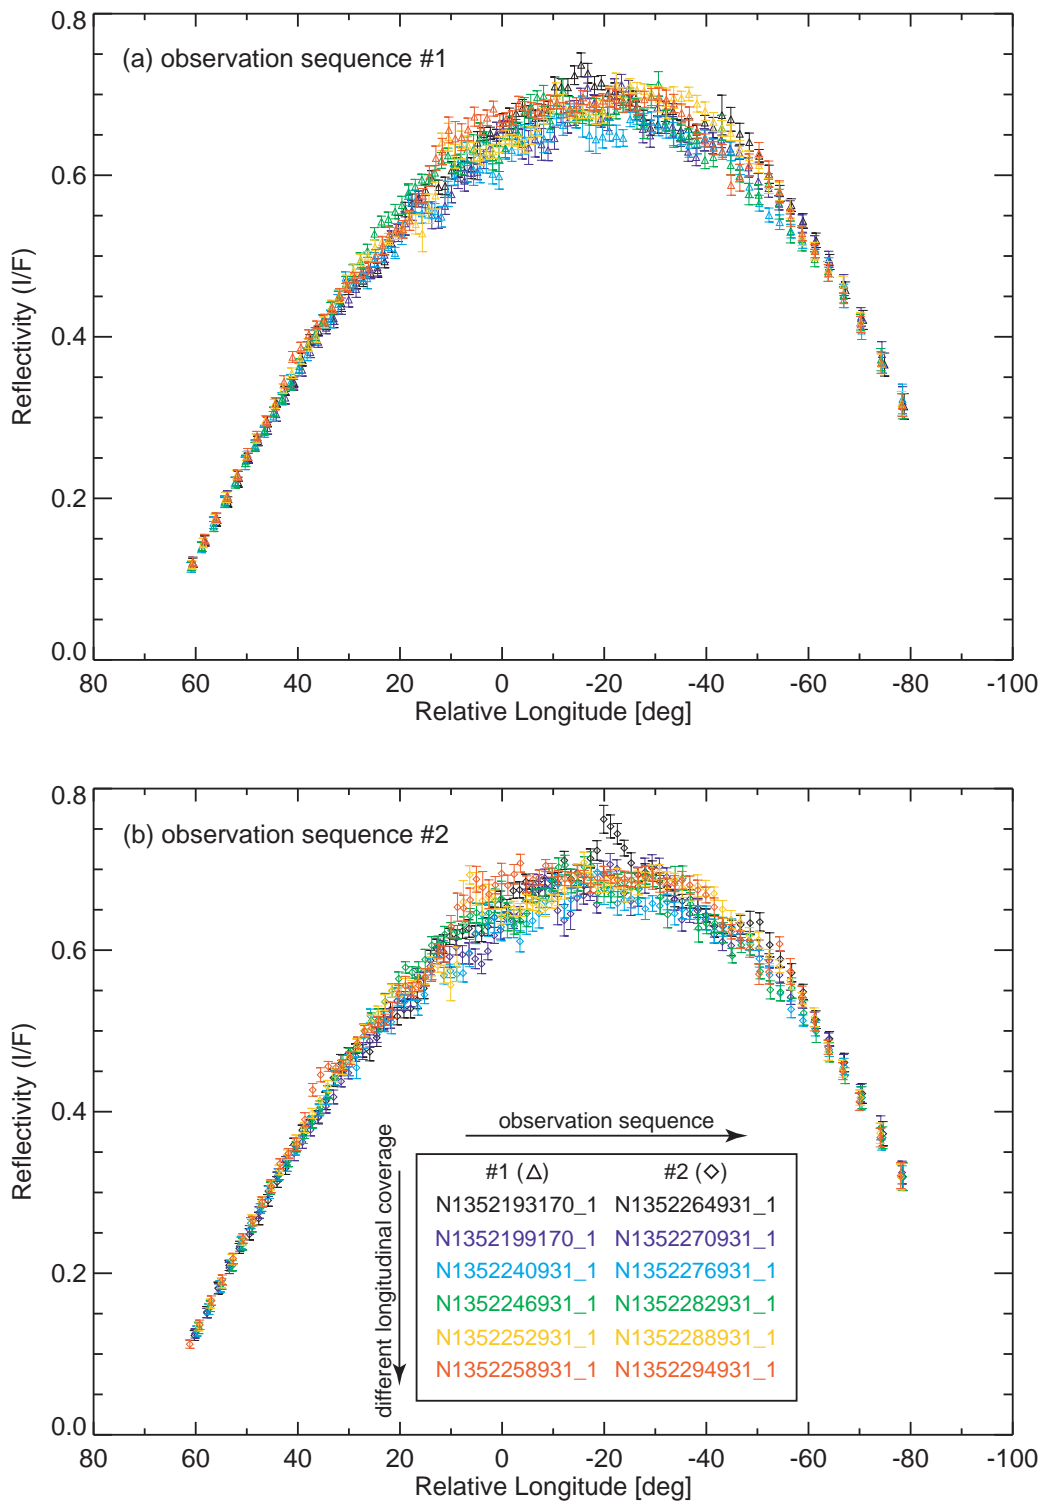 (a) observation sequence #1
Reflectivity (I/F)
0.8
0.6
0.4
0.2
0.0
80 60 40 20 0 -20 -40 -60 -80 -100
Relative Longitude [deg]
(b) observation sequence #2
Reflectivity (I/F)
0.8
0.6
0.4
0.2
0.0
observation sequence
different longitudinal coverage
#1 (△) #2 (◇)
N1352193170_1 N1352264931_1
N1352199170_1 N1352270931_1
N1352240931_1 N1352276931_1
N1352246931_1 N1352282931_1
N1352252931_1 N1352288931_1
N1352258931_1 N1352294931_1
80 60 40 20 0 -20 -40 -60 -80 -100
Relative Longitude [deg]